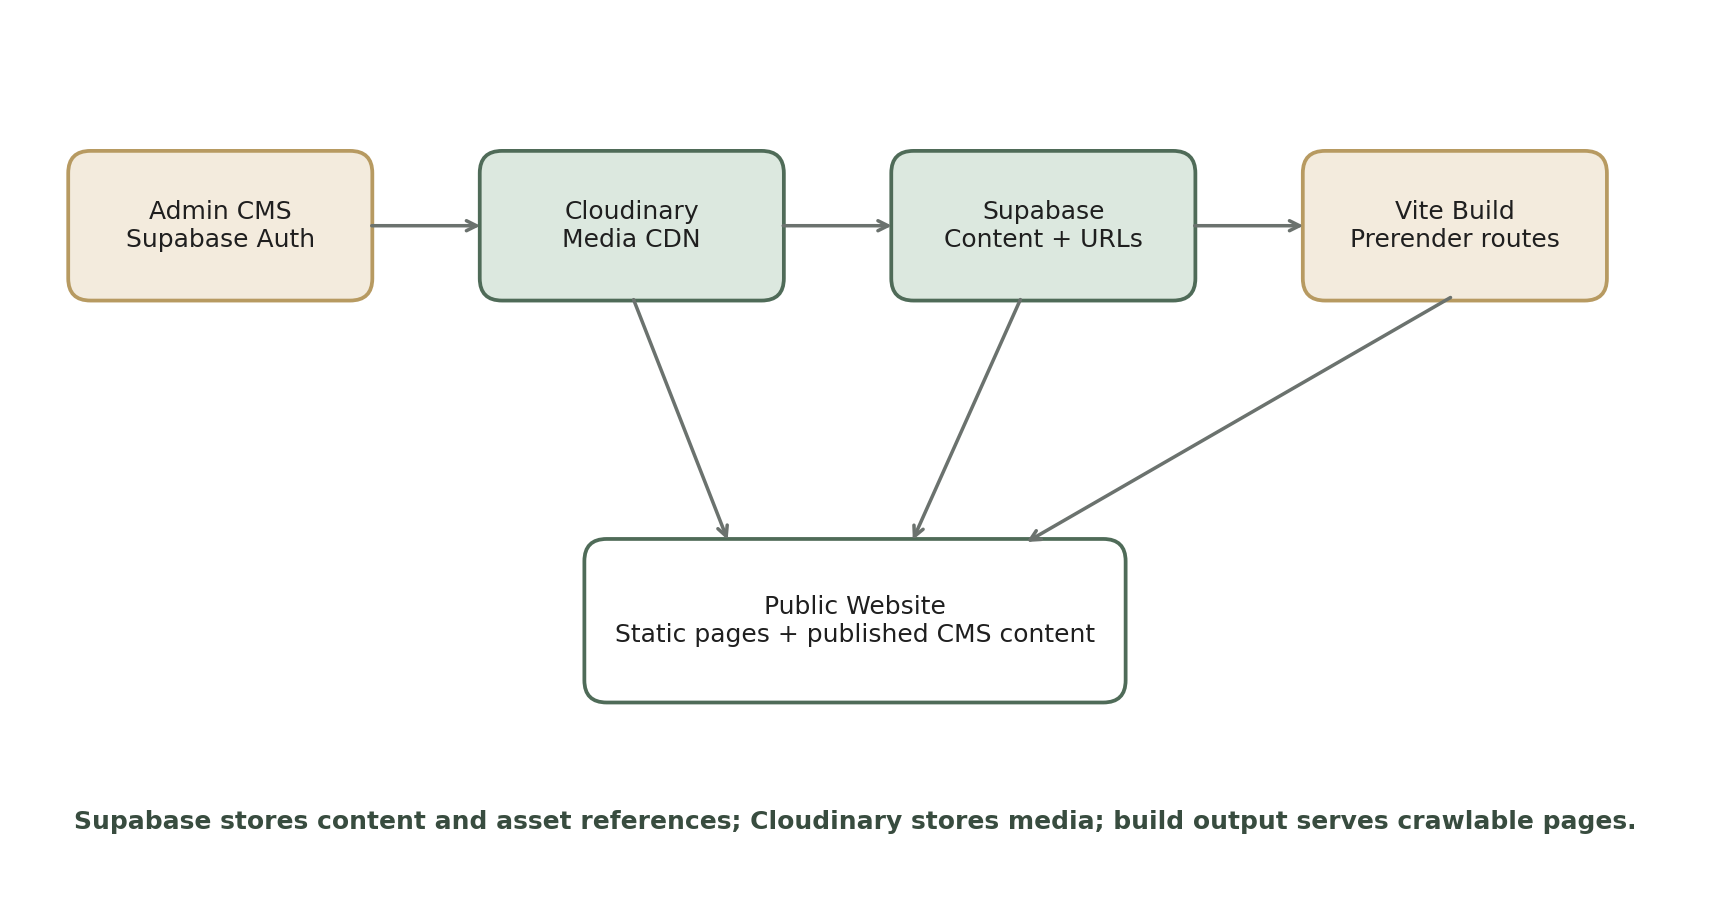 Admin CMS
Supabase Auth
Cloudinary
Media CDN
Supabase
Content + URLs
Vite Build
Prerender routes
Public Website
Static pages + published CMS content
Supabase stores content and asset references; Cloudinary stores media; build output serves crawlable pages.